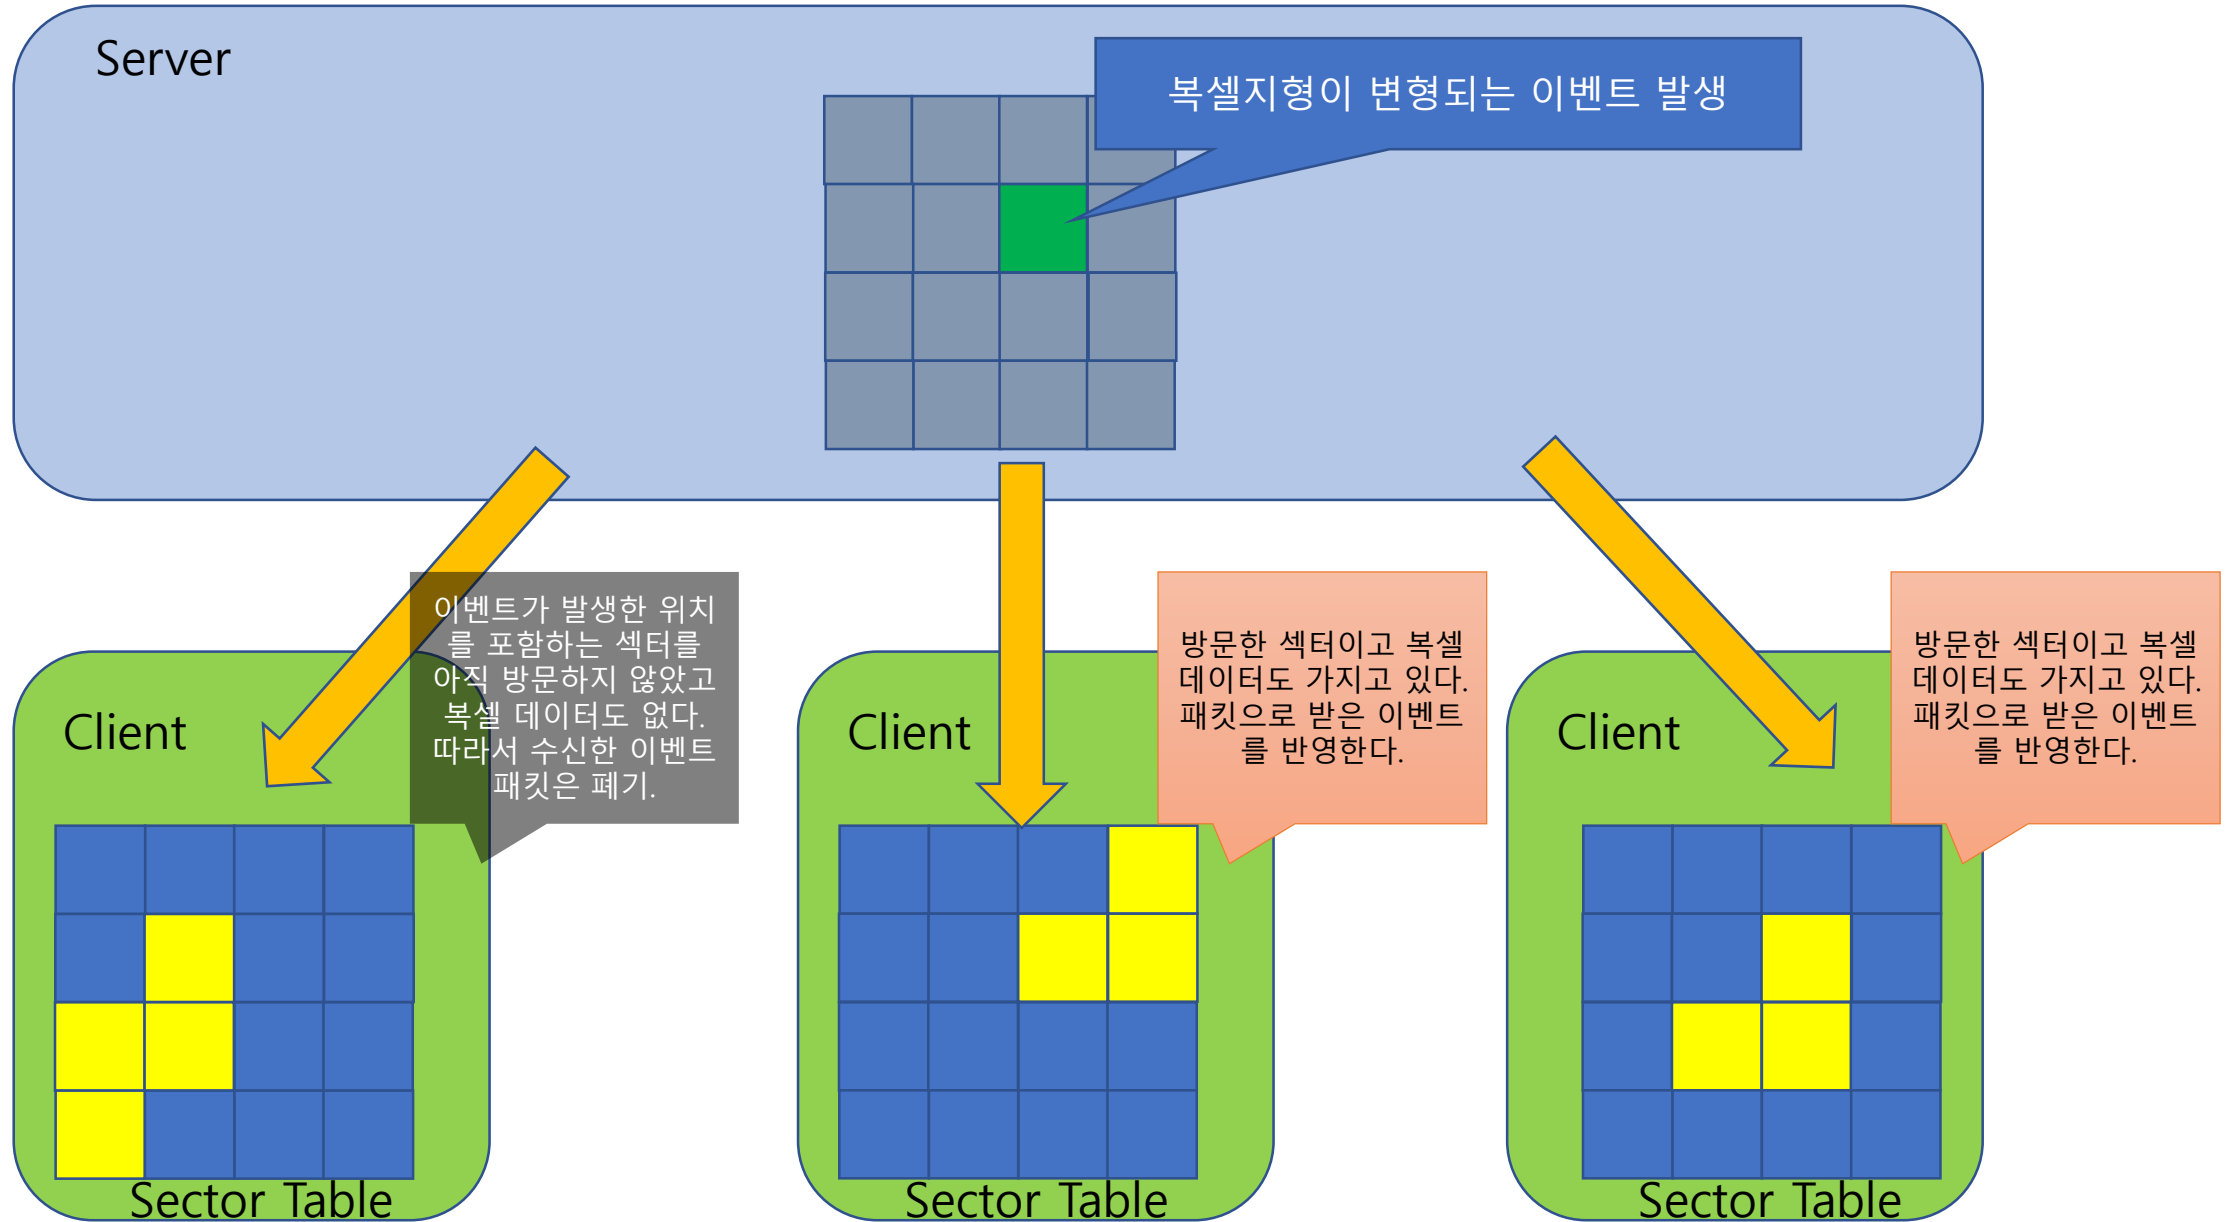 Server
복셀지형이 변형되는 이벤트 발생
이벤트가 발생한 위치
를 포함하는 섹터를
아직 방문하지 않았고
복셀 데이터도 없다.
따라서 수신한 이벤트
패킷은 폐기.
방문한 섹터이고 복셀
데이터도 가지고 있다.
패킷으로 받은 이벤트
를 반영한다.
방문한 섹터이고 복셀
데이터도 가지고 있다.
패킷으로 받은 이벤트
를 반영한다.
Client
Client
Client
Sector Table
Sector Table
Sector Table